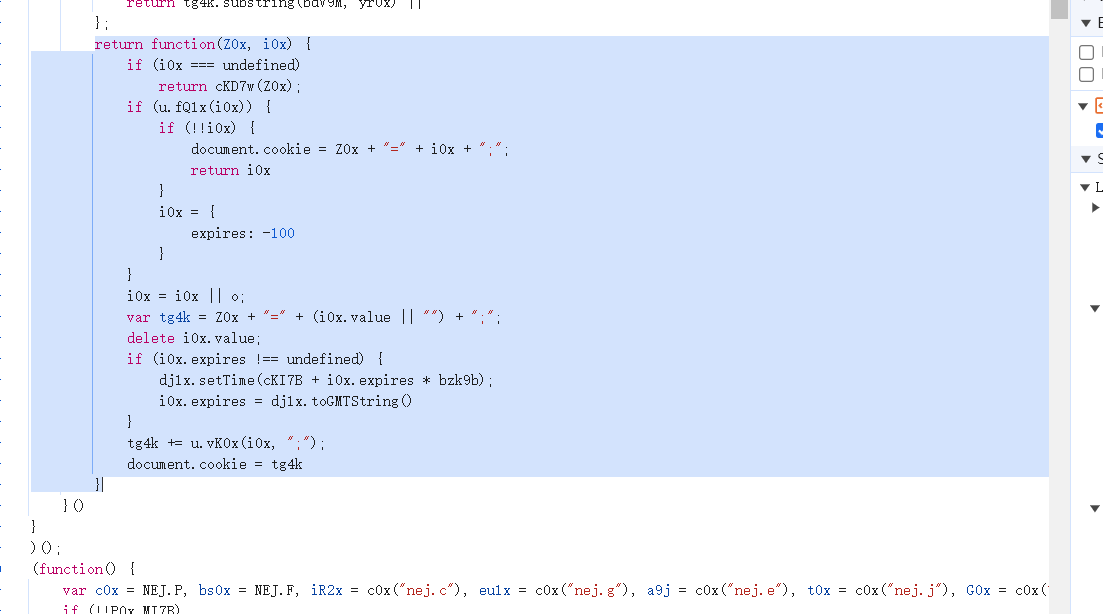 return tg4k.substring(bdV9M, yr0x) ||
};
return function(Z0x, i0x) {
if (i0x === undefined)
return cKD7w(Z0x);
if (u.fQ1x(i0x)) {
if (!!i0x) {
document.cookie = Z0x + "=" + i0x + ";";
return i0x
}
i0x = {
expires: -100
}
}
i0x = i0x || o;
var tg4k = Z0x + "=" + (i0x.value || "") + ";";
delete i0x.value;
if (i0x.expires !== undefined) {
dj1x.setTime(cKI7B + i0x.expires * bzk9b);
i0x.expires = dj1x.toGMTString()
}
tg4k += u.vK0x(i0x, ";");
document.cookie = tg4k
}
}()
}
)();
(function() {
var c0x = NEJ.P, bs0x = NEJ.F, iR2x = c0x("nej.c"), eu1x = c0x("nej.g"), a9j = c0x("nej.e"), t0x = c0x("nej.j"), G0x = c0x("
if (!!P0x.MI7B)